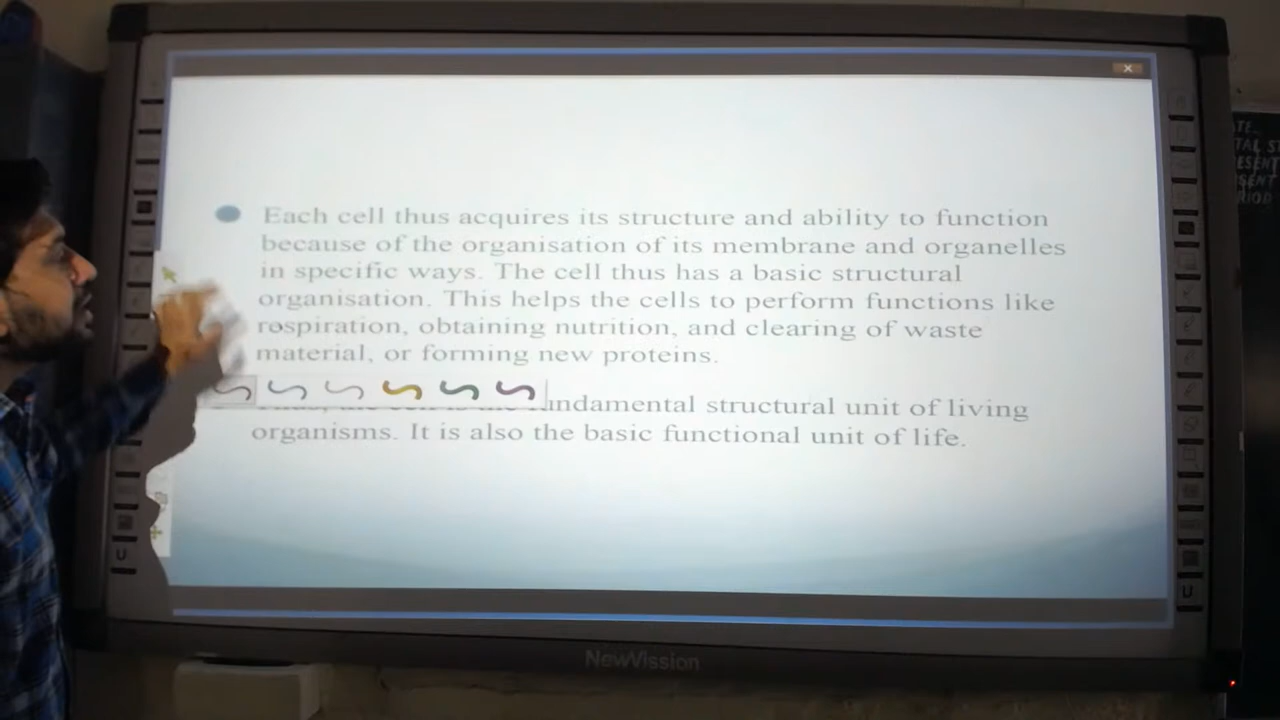 Each cell thus acquires its structure and ability to function
because of the organisation of its membrane and organelles
in specific ways. The cell thus has a basic structural
organisation. This helps the cells to perform functions like
respiration, obtaining nutrition, and clearing of waste
material, or forming new proteins.
undamental structural unit of living
organisms. It is also the basic functional unit of life.
U
U
NewVission